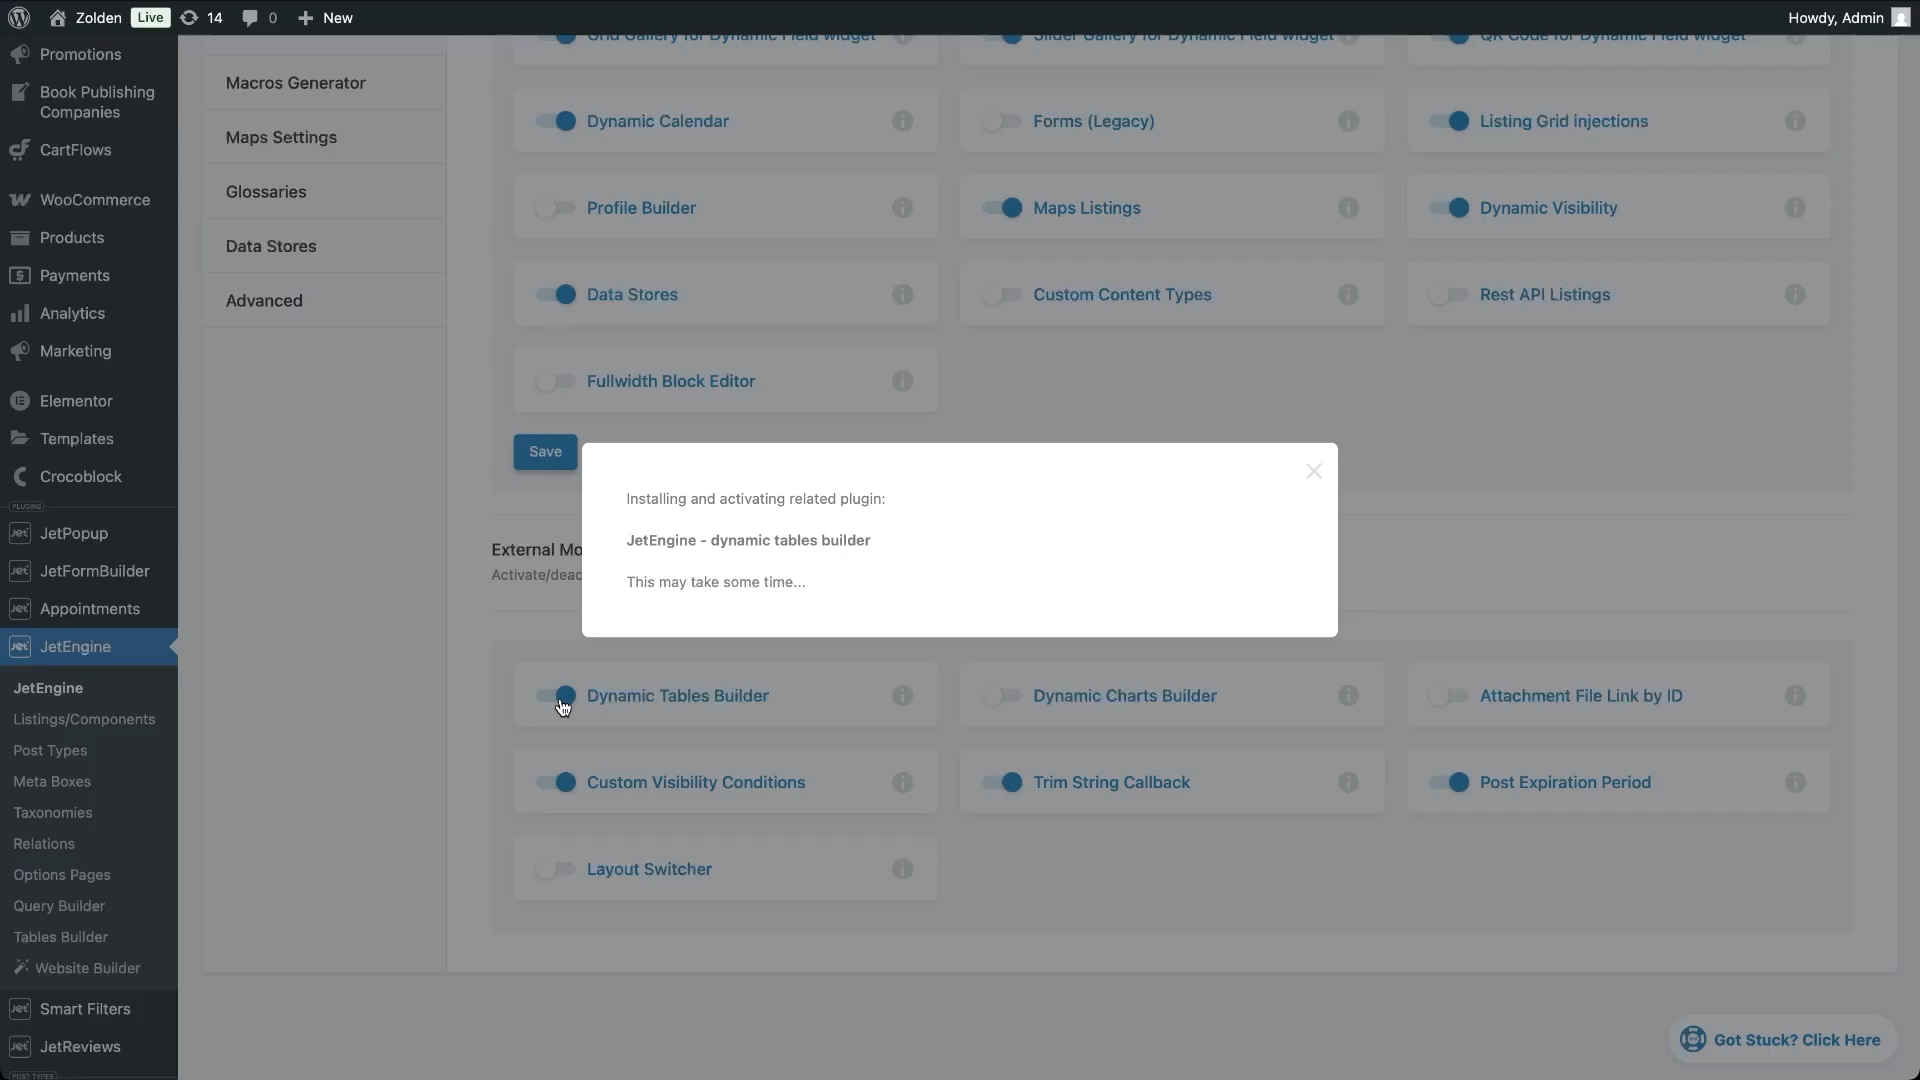 Zolden
Live
14
0
New
Howdy, Admin
Promotions
Book Publishing
Companies
CartFlows
WooCommerce
Products
Payments
Analytics
Marketing
Elementor
Templates
Crocoblock
PLUGINS
JetPopup
JetFormBuilder
Appointments
JetEngine
JetEngine
Listings/Components
Post Types
Meta Boxes
Taxonomies
Relations
Options Pages
Query Builder
Tables Builder
Website Builder
Smart Filters
JetReviews
POST TYPES
Macros Generator
Maps Settings
Glossaries
Data Stores
Advanced
Grid Gallery for Dynamic Field widget
Slider Gallery for Dynamic Field widget
QR Code for Dynamic Field widget
Dynamic Calendar
Forms (Legacy)
Listing Grid injections
Profile Builder
Maps Listings
Dynamic Visibility
Data Stores
Custom Content Types
Rest API Listings
Fullwidth Block Editor
Save
Installing and activating related plugin:
JetEngine - dynamic tables builder
This may take some time...
External Mo
Activate/deac
Dynamic Tables Builder
Dynamic Charts Builder
Attachment File Link by ID
Custom Visibility Conditions
Trim String Callback
Post Expiration Period
Layout Switcher
Got Stuck? Click Here